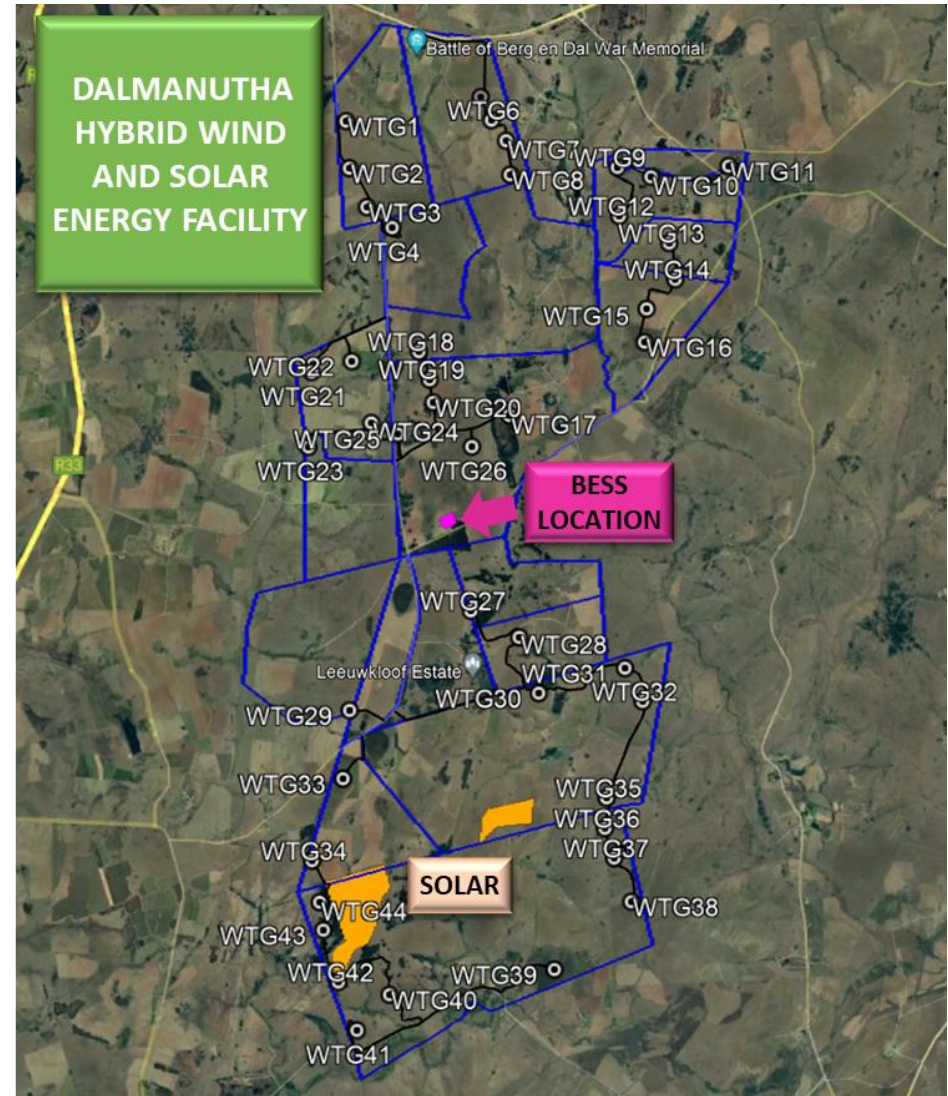 DALMANUTHA
HYBRID WIND
AND SOLAR
ENERGY FACILITY
Battle of Berg en Dal War Memorial
WTG1
WTG6
WTG2
WTG7
WTG8
WTG9
WTG10
WTG11
WTG3
WTG12
WTG4
WTG13
WTG14
WTG15
WTG16
WTG18
WTG22
WTG19
WTG21
WTG20
WTG17
WTG25
WTG24
WTG23
WTG26
R33
BESS
LOCATION
WTG27
WTG28
Leeuwkloof Estate
WTG31
WTG30
WTG32
WTG29
WTG33
WTG35
WTG36
WTG34
WTG37
SOLAR
WTG44
WTG38
WTG43
WTG42
WTG39
WTG40
WTG41